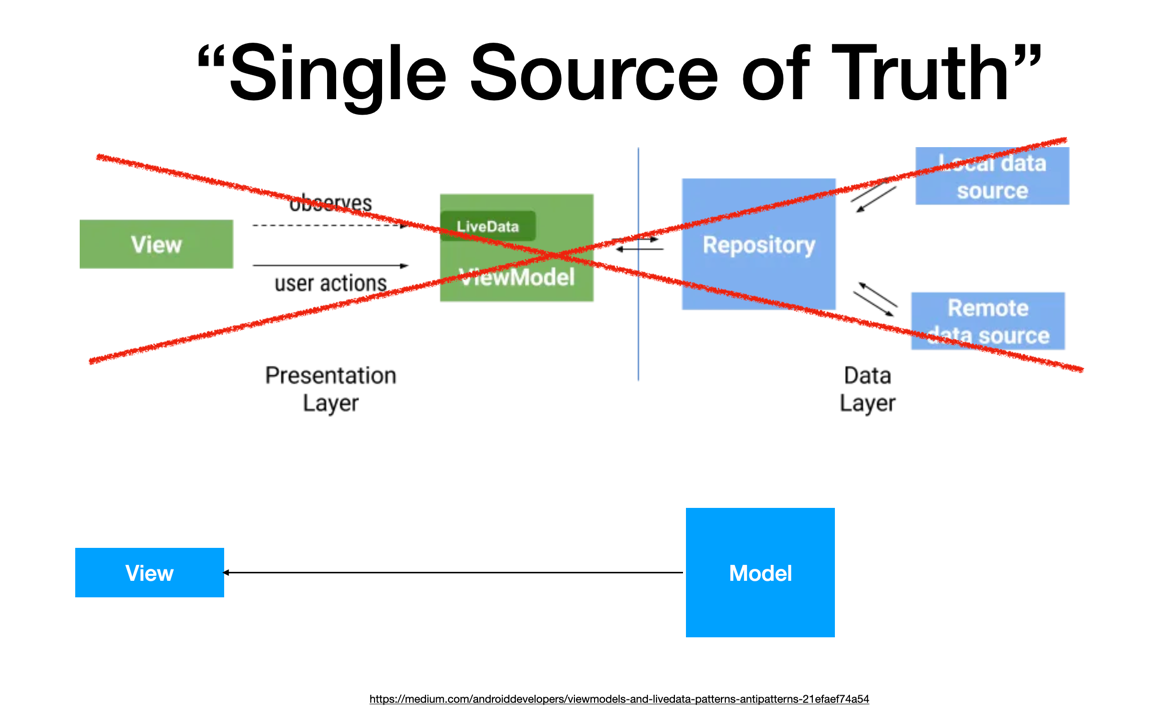 “Single Source of Truth”
observes
View
user actions
LiveData
ViewModel
Repository
Local data
source
Remote
data source
Presentation
Layer
Data
Layer
View
Model
https://medium.com/androiddevelopers/viewmodels-and-livedata-patterns-antipatterns-21efaef74a54